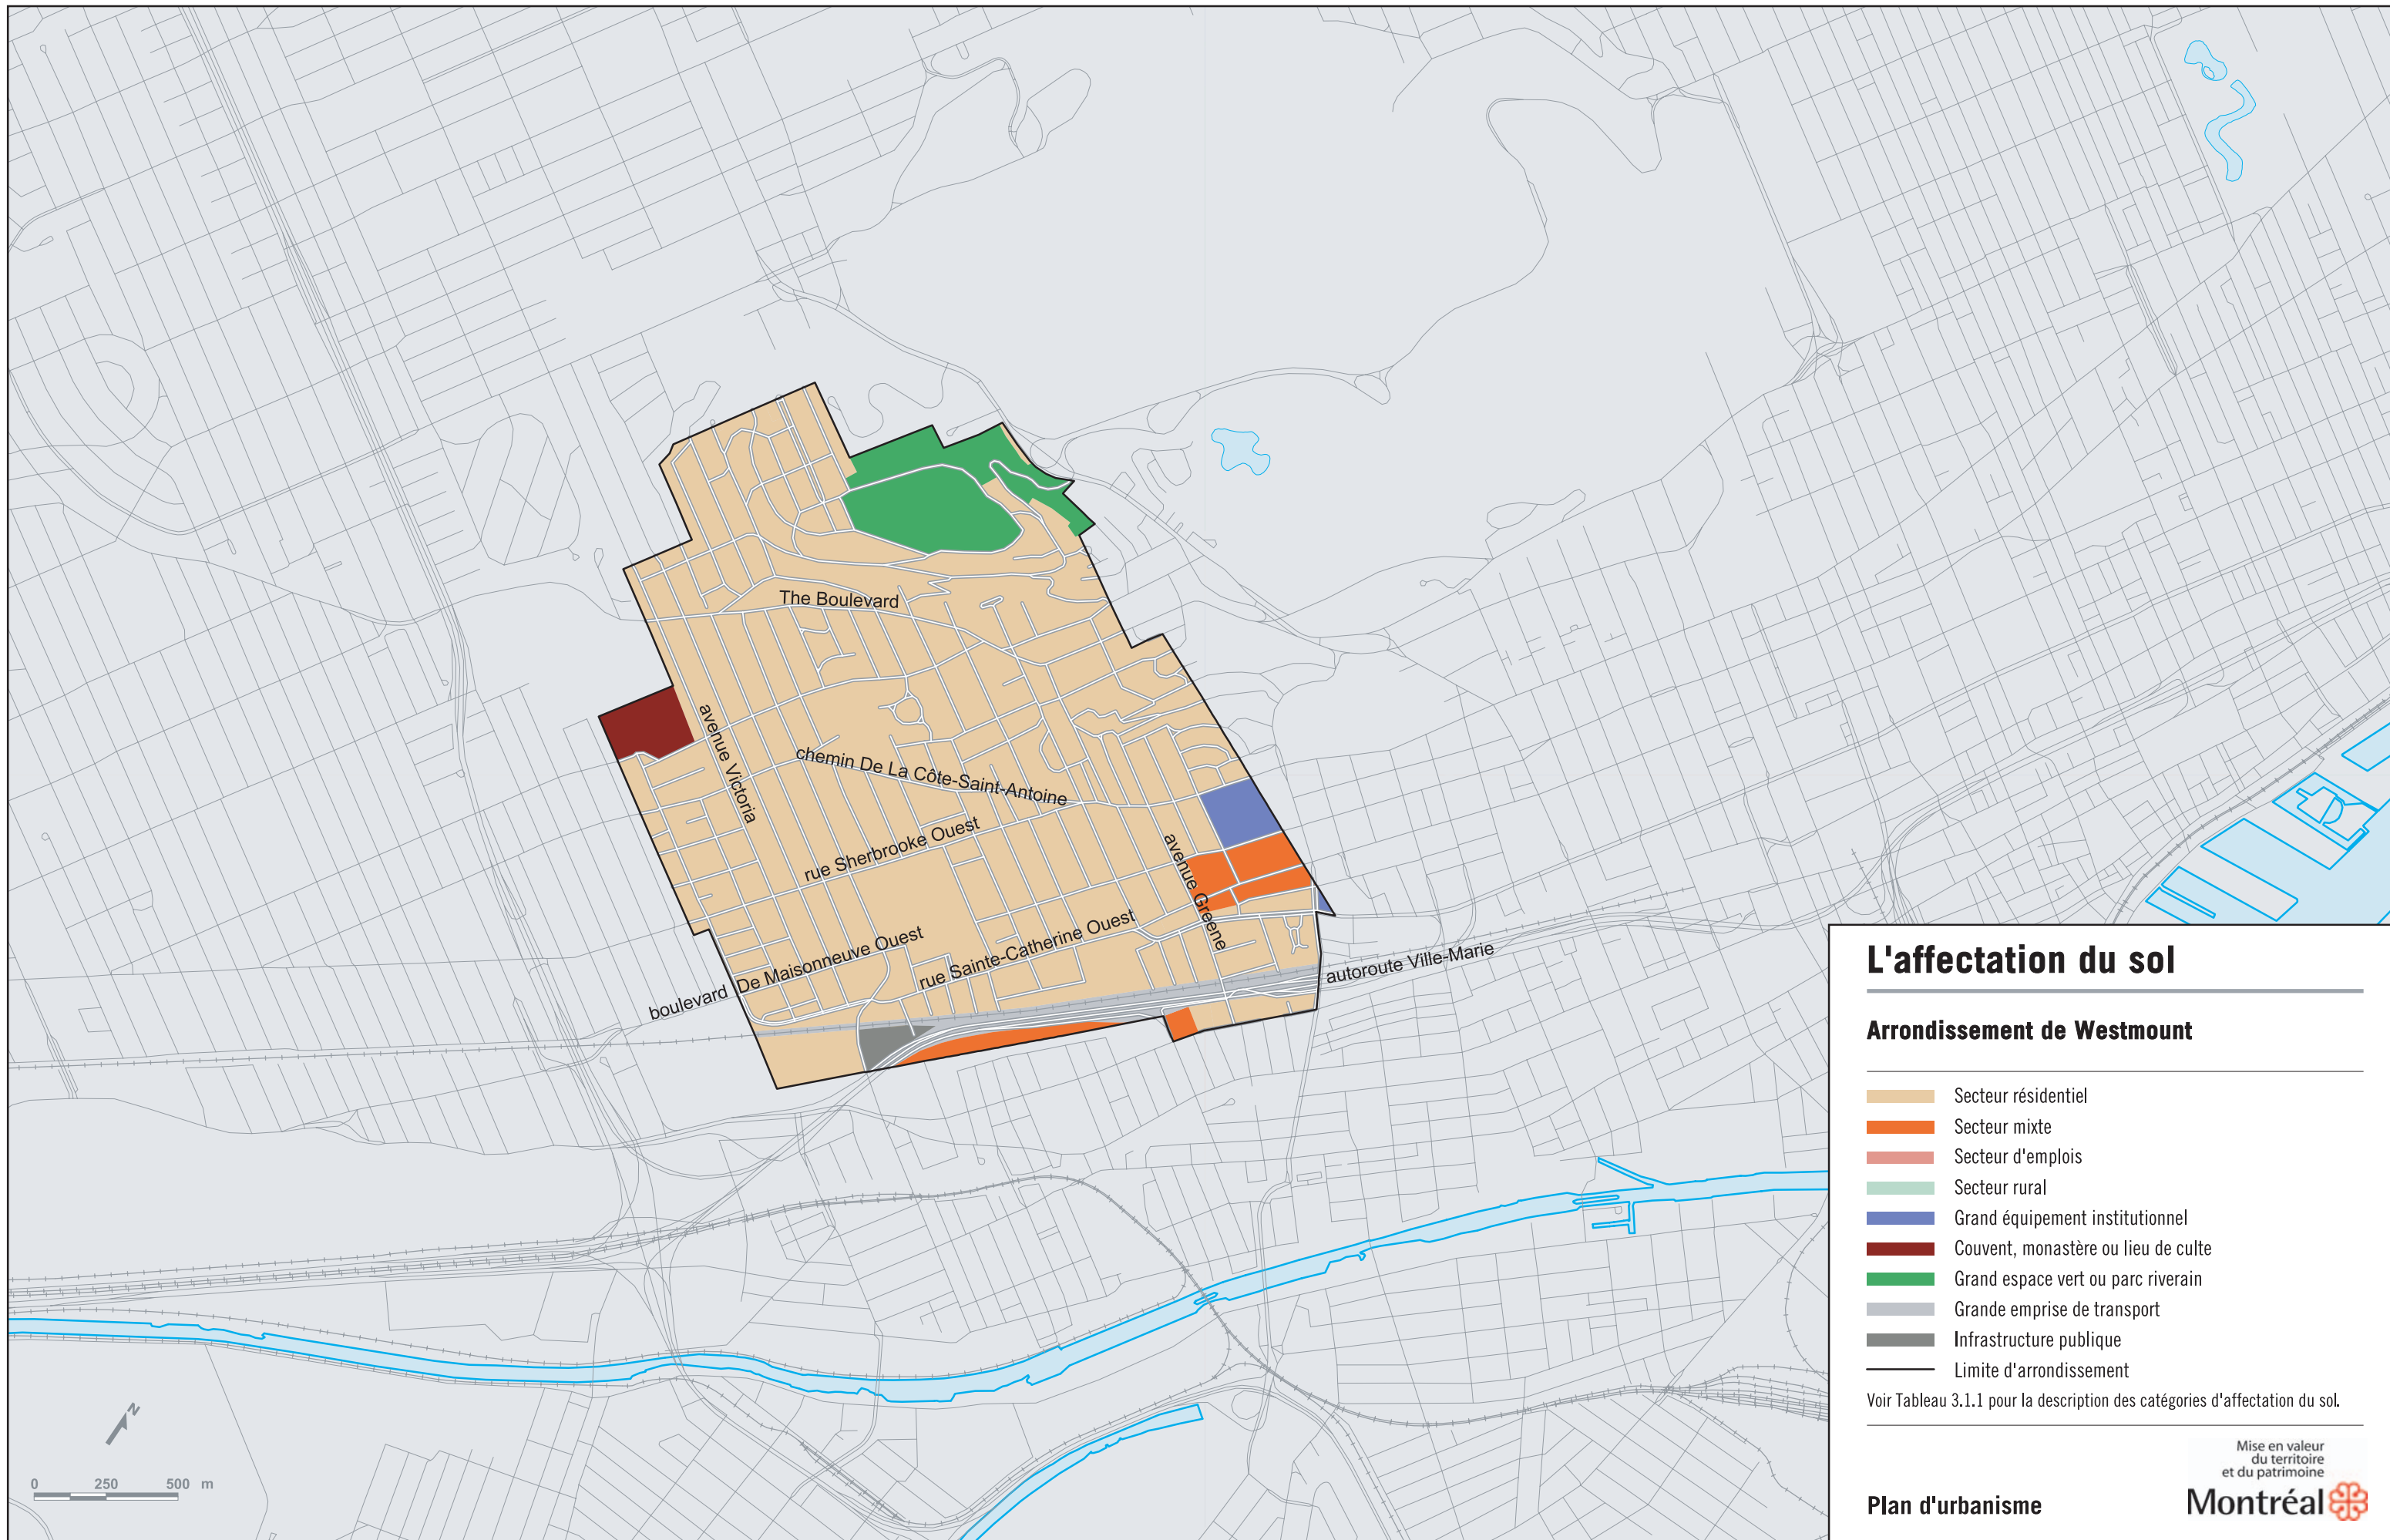 The Boulevard
avenue Victoria
chemin De La Côte-Saint-Antoine
rue Sherbrooke Ouest
avenue Greene
boulevard De Maisonneuve Ouest
rue Sainte-Catherine Ouest
autoroute Ville-Marie
N
0 250 500 m
L'affectation du sol
Arrondissement de Westmount
Secteur résidentiel
Secteur mixte
Secteur d'emplois
Secteur rural
Grand équipement institutionnel
Couvent, monastère ou lieu de culte
Grand espace vert ou parc riverain
Grande emprise de transport
Infrastructure publique
Limite d'arrondissement
Voir Tableau 3.1.1 pour la description des catégories d'affectation du sol.
Mise en valeur
du territoire
et du patrimoine
Plan d'urbanisme
Montréal